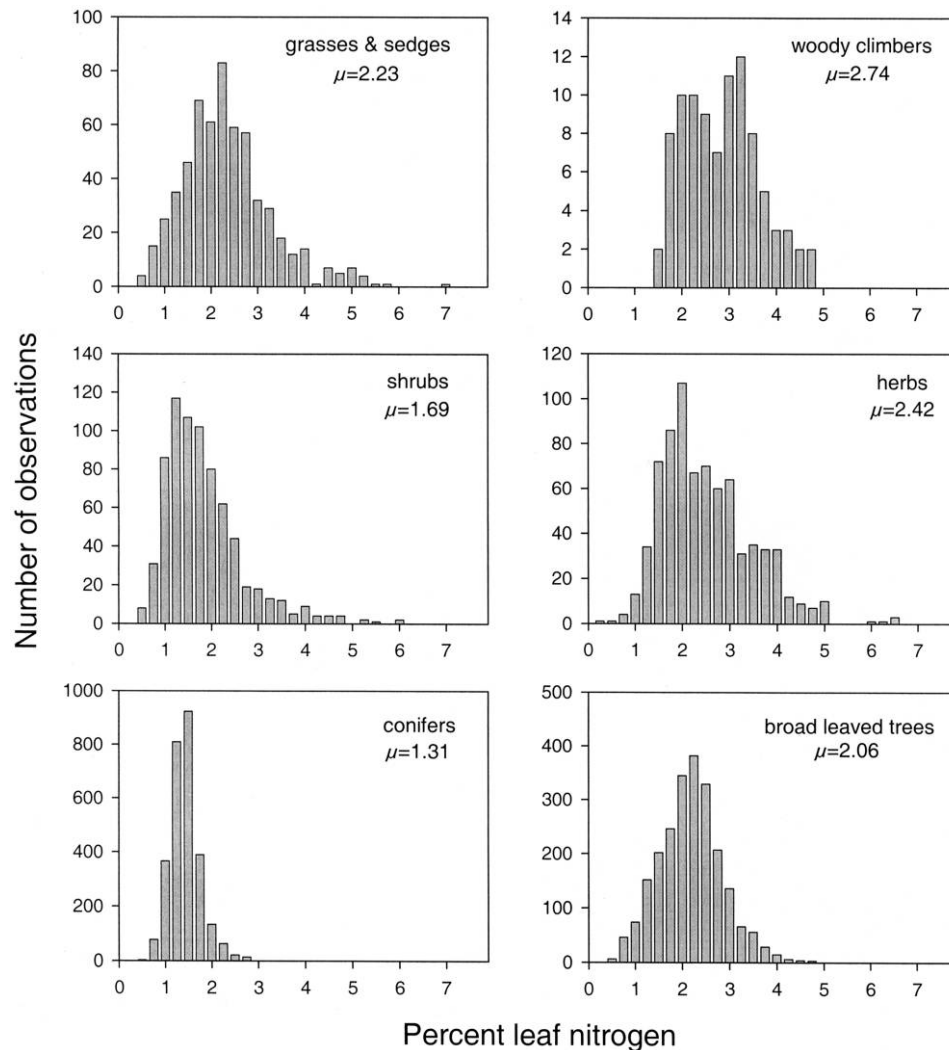 grasses & sedges
μ=2.23
100
80
60
40
20
0
0 1 2 3 4 5 6 7
woody climbers
μ=2.74
14
12
10
8
6
4
2
0
0 1 2 3 4 5 6 7
shrubs
μ=1.69
140
120
100
80
60
40
20
0
0 1 2 3 4 5 6 7
herbs
μ=2.42
120
100
80
60
40
20
0
0 1 2 3 4 5 6 7
conifers
μ=1.31
1000
800
600
400
200
0
0 1 2 3 4 5 6 7
broad leaved trees
μ=2.06
500
400
300
200
100
0
0 1 2 3 4 5 6 7
Number of observations
Percent leaf nitrogen